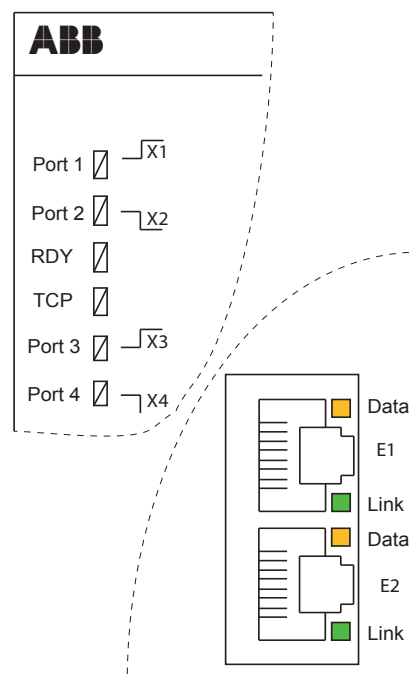 ABB
Port 1 X1
Port 2 X2
RDY
TCP
Port 3 X3
Port 4 X4
Data
E1
Link
Data
E2
Link